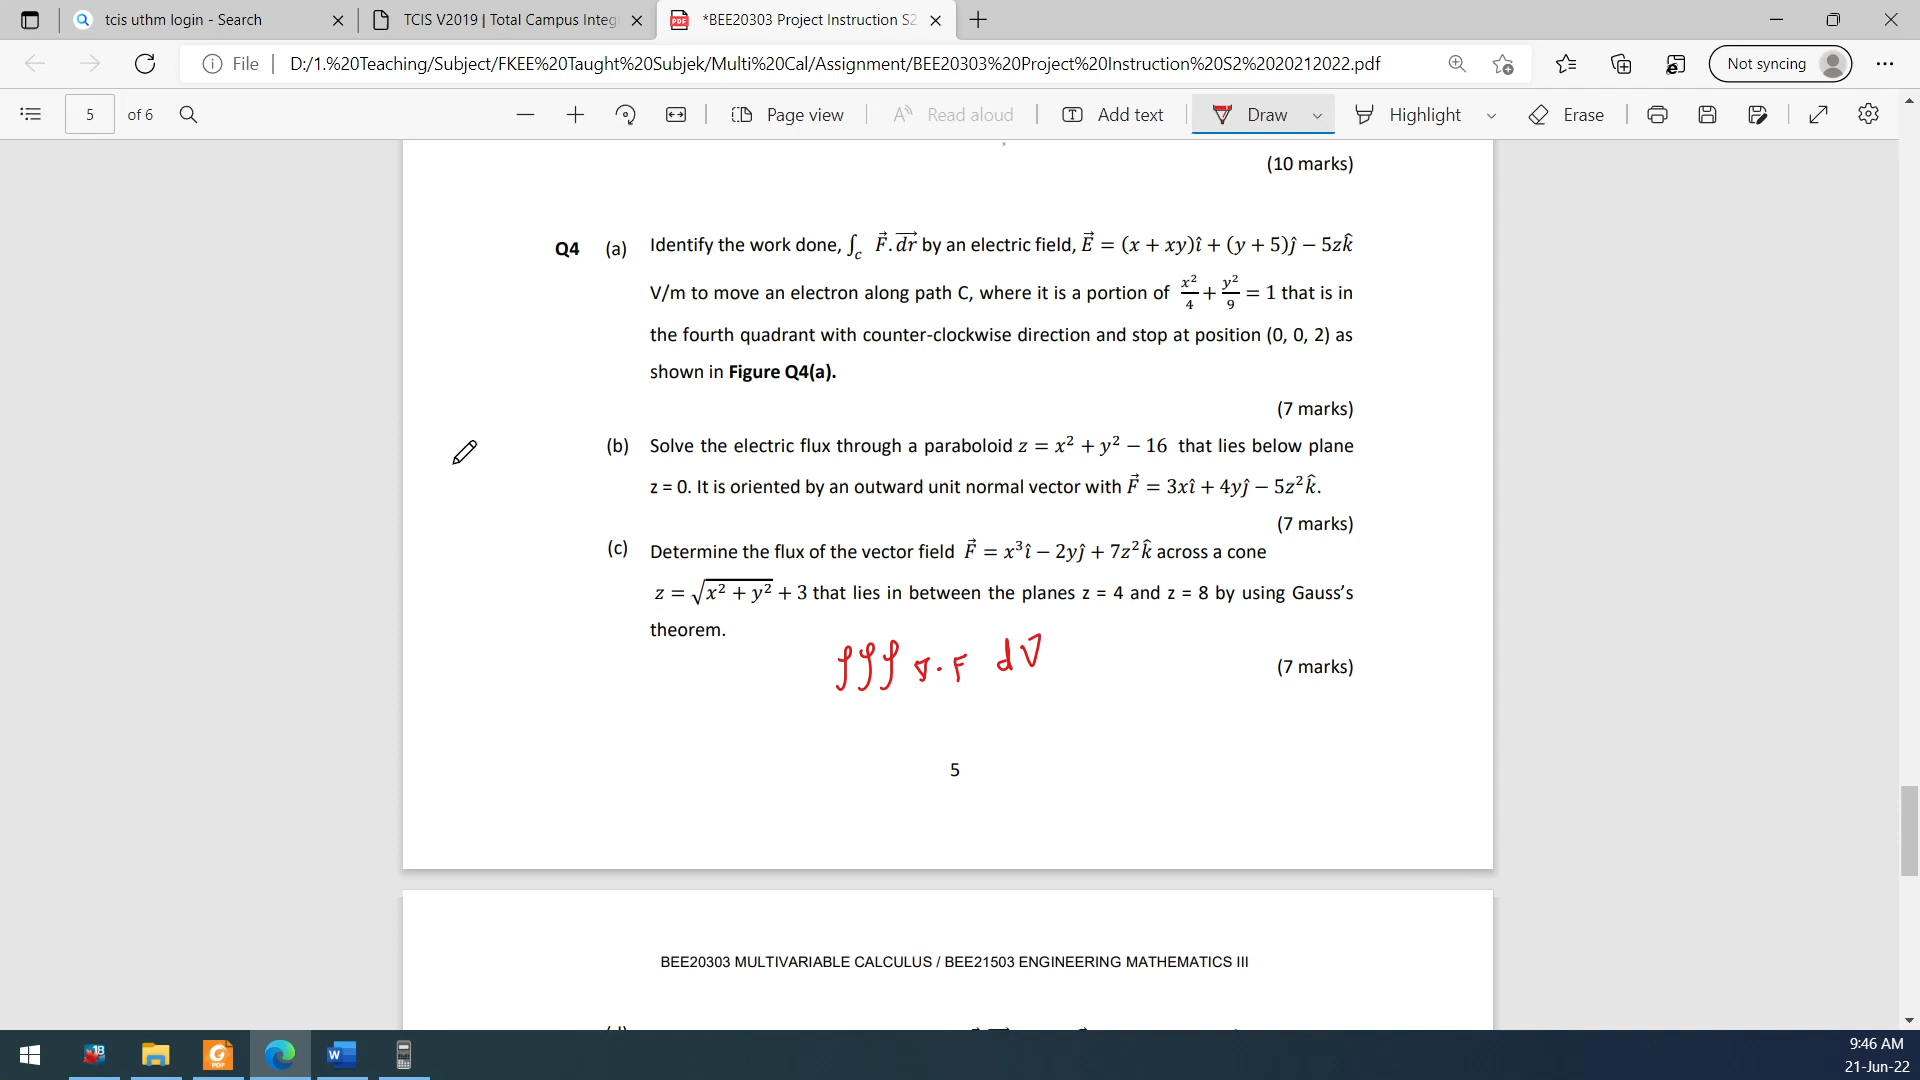 tcis uthm login - Search
TCIS V2019 | Total Campus Integ
*BEE20303 Project Instruction S2
File | D:/1.%20Teaching/Subject/FKEE%20Taught%20Subjek/Multi%20Cal/Assignment/BEE20303%20Project%20Instruction%20S2%2020212022.pdf
Not syncing
5 of 6
Page view
Read aloud
Add text
Draw
Highlight
Erase
(10 marks)
Q4 (a) Identify the work done, ∫c F⃗.dr⃗ by an electric field, E⃗ = (x + xy)î + (y + 5)ĵ − 5zk̂
V/m to move an electron along path C, where it is a portion of x²/4 + y²/9 = 1 that is in
the fourth quadrant with counter-clockwise direction and stop at position (0, 0, 2) as
shown in Figure Q4(a).
(7 marks)
(b) Solve the electric flux through a paraboloid z = x² + y² − 16 that lies below plane
z = 0. It is oriented by an outward unit normal vector with F⃗ = 3xî + 4yĵ − 5z²k̂.
(7 marks)
(c) Determine the flux of the vector field F⃗ = x³î − 2yĵ + 7z²k̂ across a cone
z = √(x² + y²) + 3 that lies in between the planes z = 4 and z = 8 by using Gauss's
theorem.
∫∫∫ ∇·F dV
(7 marks)
5
BEE20303 MULTIVARIABLE CALCULUS / BEE21503 ENGINEERING MATHEMATICS III
9:46 AM
21-Jun-22